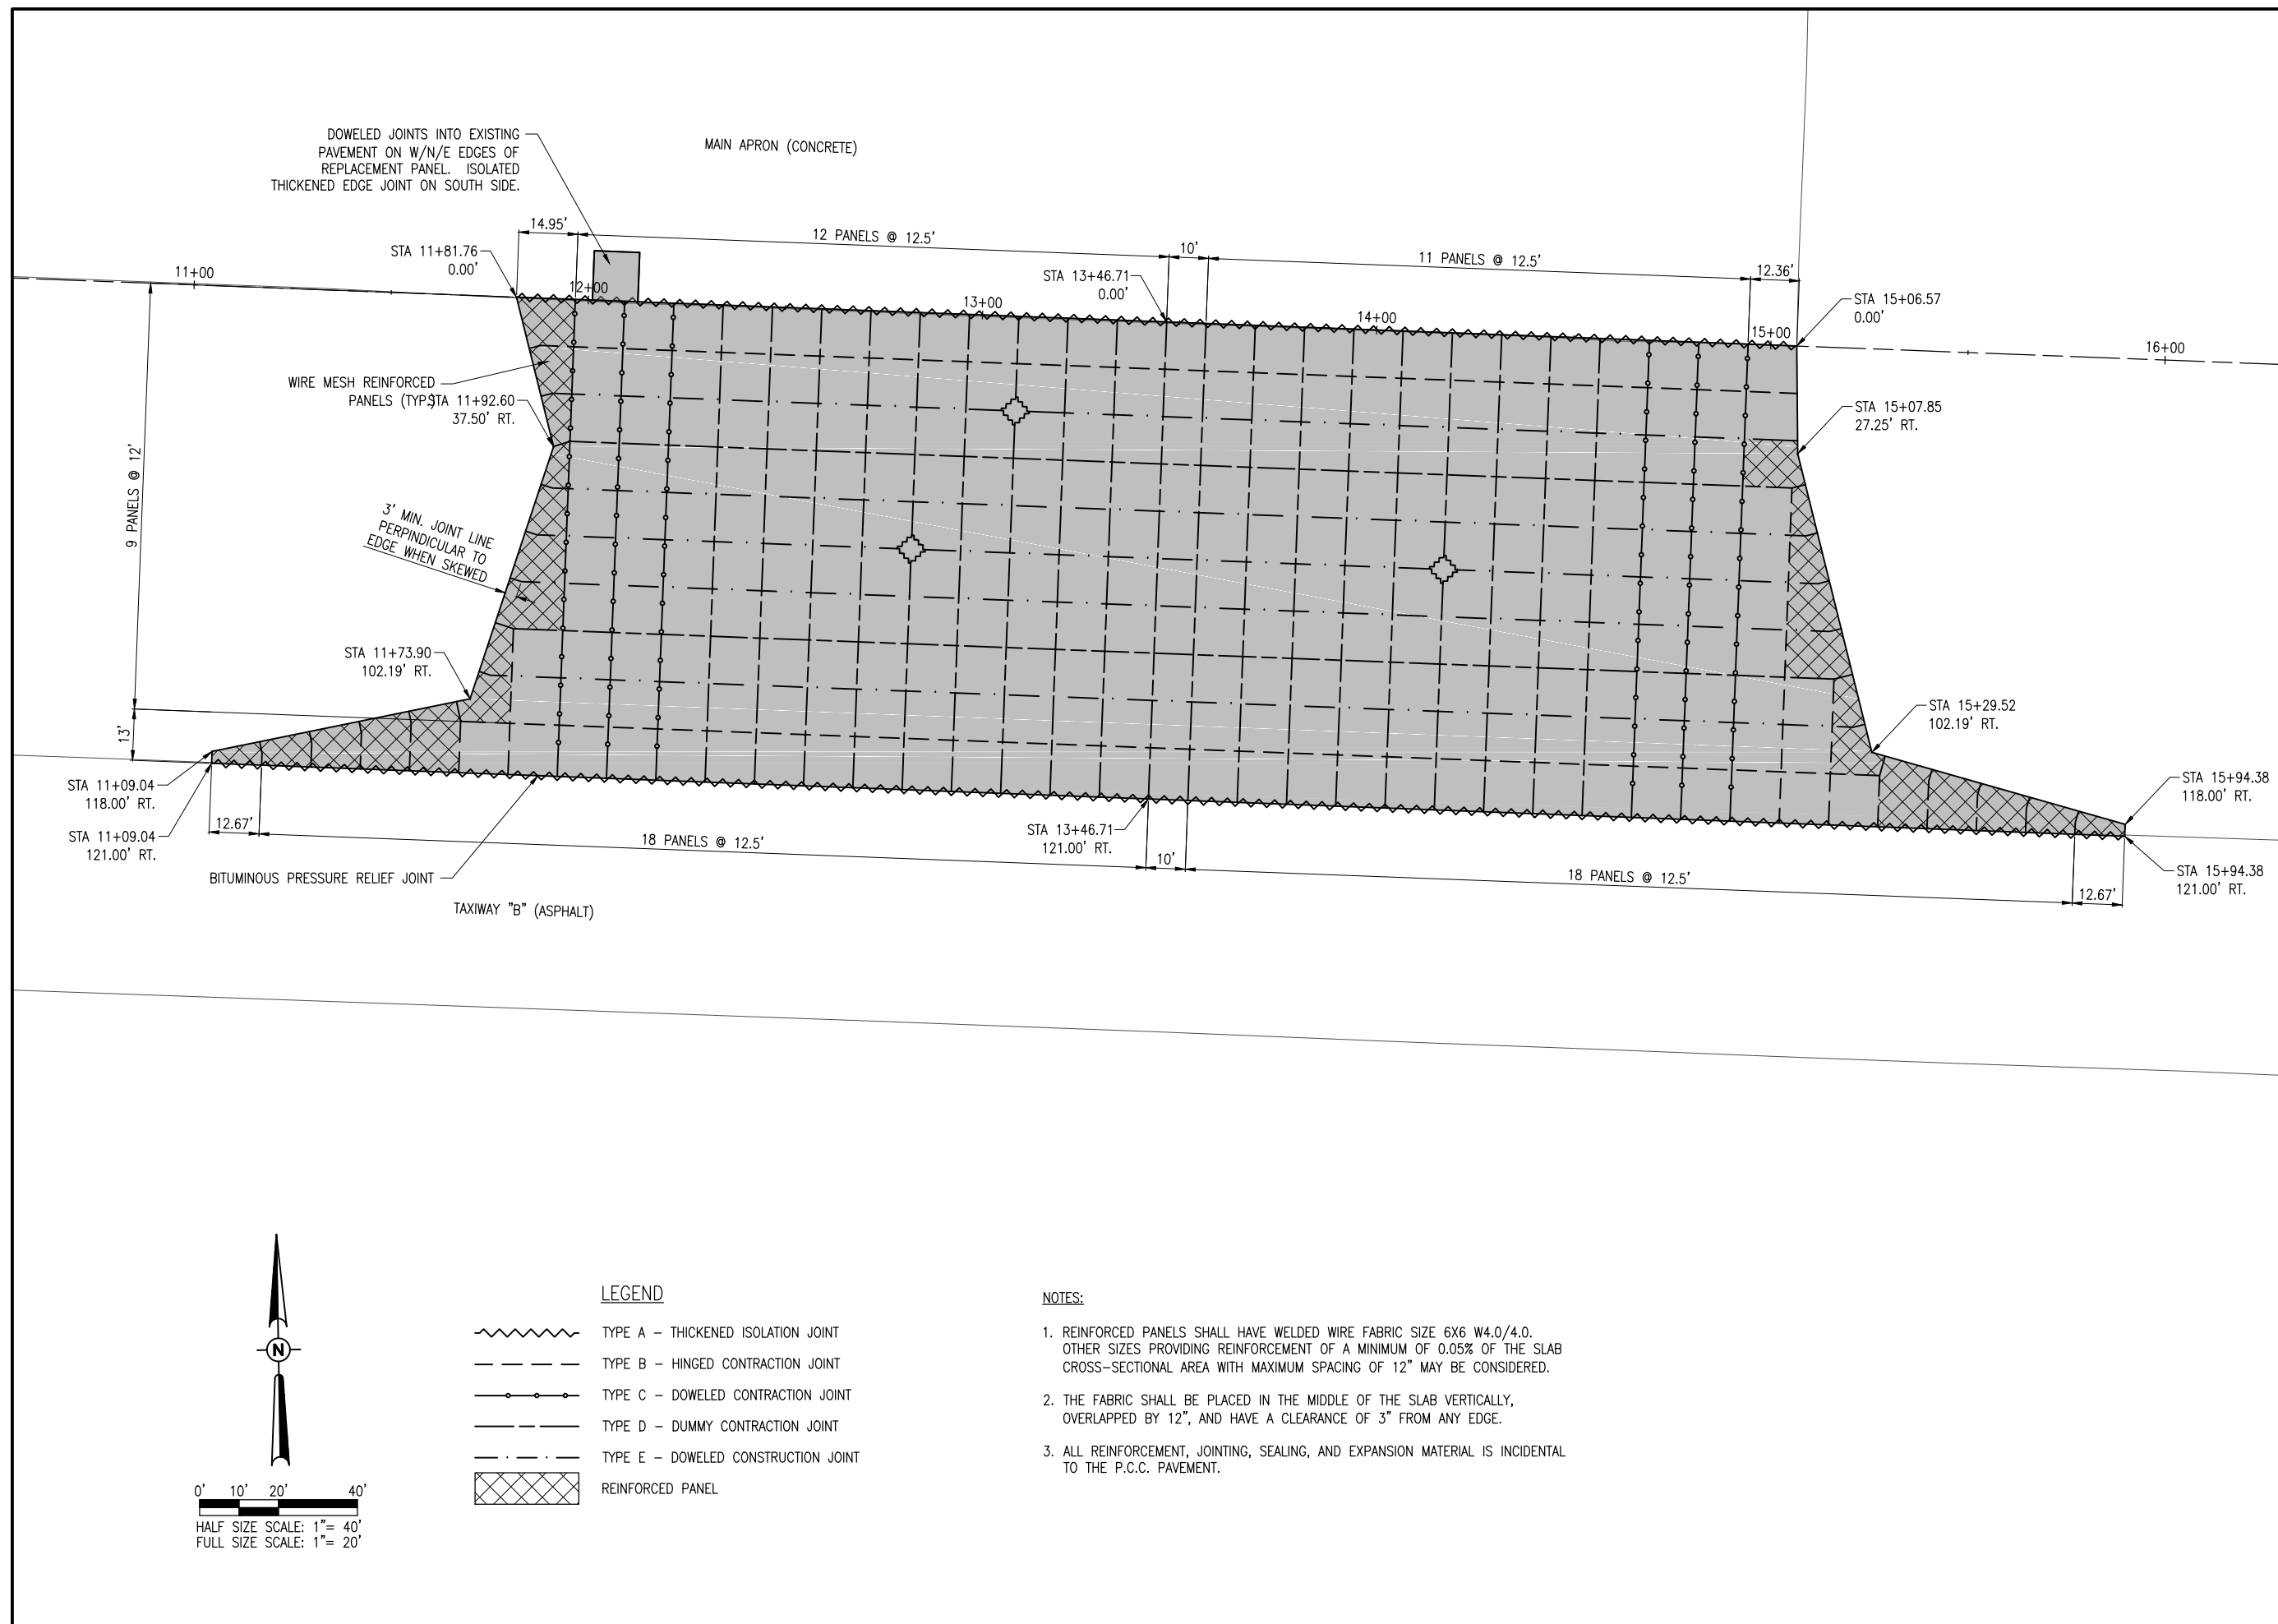 DOWELED JOINTS INTO EXISTING
PAVEMENT ON W/N/E EDGES OF
REPLACEMENT PANEL.  ISOLATED
THICKENED EDGE JOINT ON SOUTH SIDE.
MAIN APRON (CONCRETE)
14.95'
12 PANELS @ 12.5'
10'
11 PANELS @ 12.5'
12.36'
STA 11+81.76
0.00'
STA 13+46.71
0.00'
STA 15+06.57
0.00'
11+00
12+00
13+00
14+00
15+00
16+00
WIRE MESH REINFORCED
PANELS (TYP.)
STA 11+92.60
37.50' RT.
STA 15+07.85
27.25' RT.
9 PANELS @ 12'
3' MIN. JOINT LINE
PERPINDICULAR TO
EDGE WHEN SKEWED
STA 11+73.90
102.19' RT.
STA 15+29.52
102.19' RT.
13'
STA 11+09.04
118.00' RT.
STA 11+09.04
121.00' RT.
STA 15+94.38
118.00' RT.
STA 15+94.38
121.00' RT.
12.67'
18 PANELS @ 12.5'
STA 13+46.71
121.00' RT.
10'
18 PANELS @ 12.5'
12.67'
BITUMINOUS PRESSURE RELIEF JOINT
TAXIWAY "B" (ASPHALT)
N
0' 10' 20' 40'
HALF SIZE SCALE: 1"= 40'
FULL SIZE SCALE: 1"= 20'
LEGEND
TYPE A – THICKENED ISOLATION JOINT
TYPE B – HINGED CONTRACTION JOINT
TYPE C – DOWELED CONTRACTION JOINT
TYPE D – DUMMY CONTRACTION JOINT
TYPE E – DOWELED CONSTRUCTION JOINT
REINFORCED PANEL
NOTES:
1. REINFORCED PANELS SHALL HAVE WELDED WIRE FABRIC SIZE 6X6 W4.0/4.0.
OTHER SIZES PROVIDING REINFORCEMENT OF A MINIMUM OF 0.05% OF THE SLAB
CROSS–SECTIONAL AREA WITH MAXIMUM SPACING OF 12" MAY BE CONSIDERED.
2. THE FABRIC SHALL BE PLACED IN THE MIDDLE OF THE SLAB VERTICALLY,
OVERLAPPED BY 12", AND HAVE A CLEARANCE OF 3" FROM ANY EDGE.
3. ALL REINFORCEMENT, JOINTING, SEALING, AND EXPANSION MATERIAL IS INCIDENTAL
TO THE P.C.C. PAVEMENT.